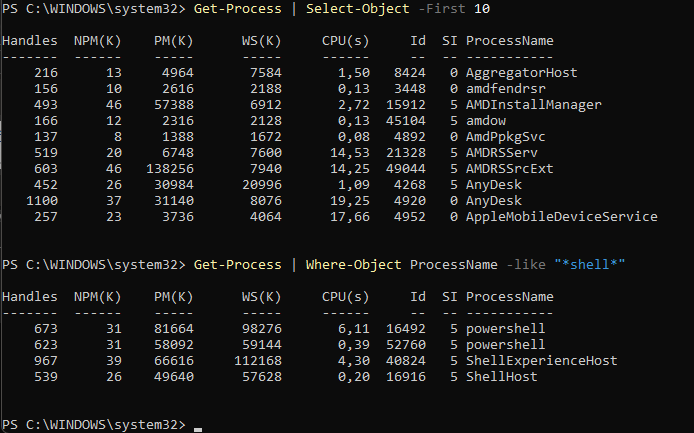 PS C:\WINDOWS\system32> Get-Process | Select-Object -First 10
Handles  NPM(K)    PM(K)      WS(K)     CPU(s)     Id  SI ProcessName
-------  ------    -----      -----     ------     --  -- -----------
    216      13     4964       7584       1,50   8424   0 AggregatorHost
    156      10     2616       2188       0,13   3448   0 amdfendrsr
    493      46    57388       6912       2,72  15912   5 AMDInstallManager
    166      12     2316       2128       0,13  45104   5 amdow
    137       8     1388       1672       0,08   4892   0 AmdPpkgSvc
    519      20     6748       7600      14,53  21328   5 AMDRSServ
    603      46   138256       7940      14,25  49044   5 AMDRSSrcExt
    452      26    30984      20996       1,09   4268   5 AnyDesk
   1100      37    31140       8076      19,25   4920   0 AnyDesk
    257      23     3736       4064      17,66   4952   0 AppleMobileDeviceService
PS C:\WINDOWS\system32> Get-Process | Where-Object ProcessName -like "*shell*"
Handles  NPM(K)    PM(K)      WS(K)     CPU(s)     Id  SI ProcessName
-------  ------    -----      -----     ------     --  -- -----------
    673      31    81664      98276       6,11  16492   5 powershell
    623      31    58092      59144       0,39  52760   5 powershell
    967      39    66616     112168       4,30  40824   5 ShellExperienceHost
    539      26    49640      57628       0,20  16916   5 ShellHost
PS C:\WINDOWS\system32> _